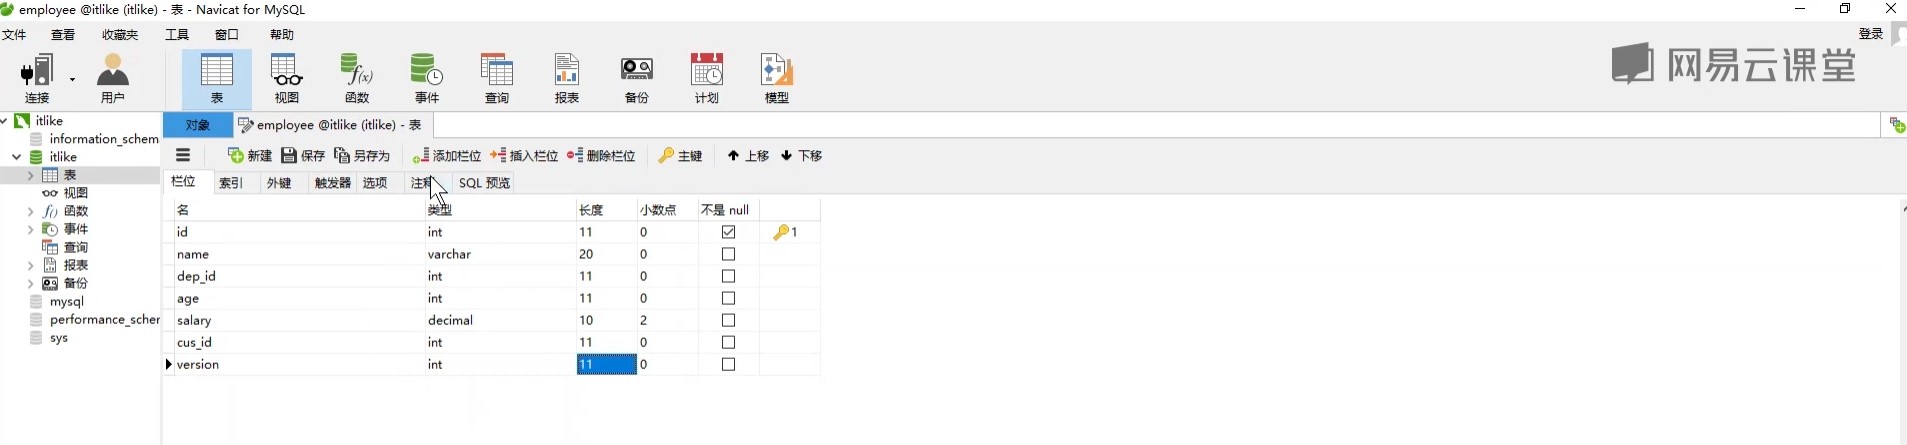 employee @itlike (itlike) - 表 - Navicat for MySQL
文件 查看 收藏夹 工具 窗口 帮助 登录
网易云课堂
连接 用户 表 视图 函数 事件 查询 报表 备份 计划 模型
itlike
information_schem
itlike
表
视图
函数
事件
查询
报表
备份
mysql
performance_scher
sys
对象 employee @itlike (itlike) - 表
新建 保存 另存为 添加栏位 插入栏位 删除栏位 主键 上移 下移
栏位 索引 外键 触发器 选项 注释 SQL 预览
名 类型 长度 小数点 不是 null
id int 11 0 1
name varchar 20 0
dep_id int 11 0
age int 11 0
salary decimal 10 2
cus_id int 11 0
version int 11 0